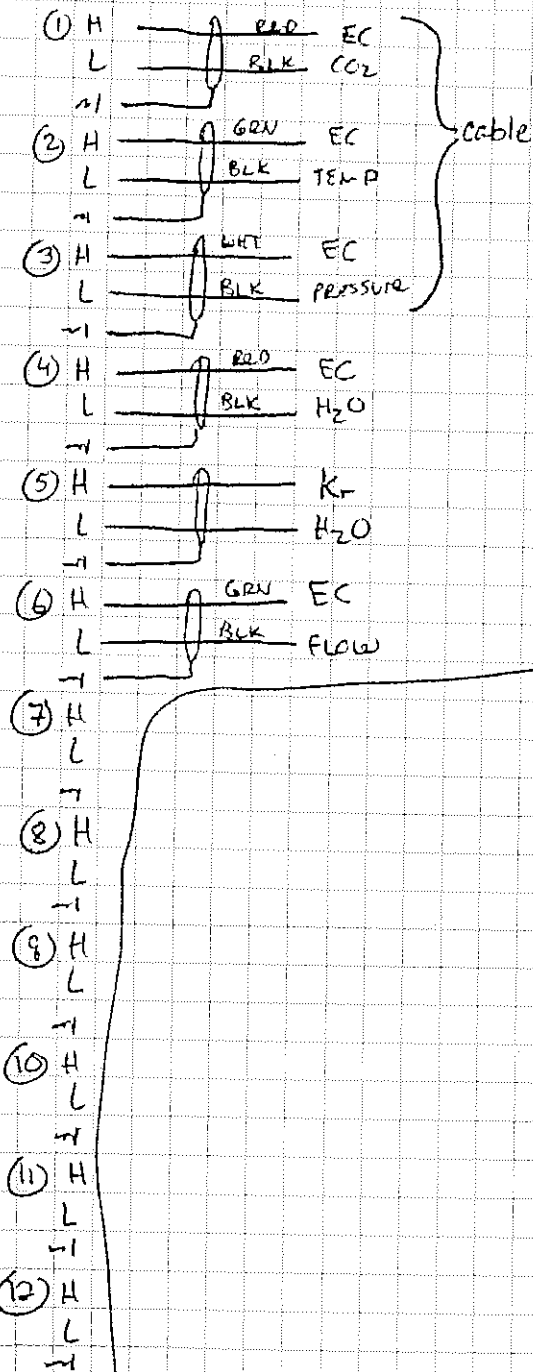 ① H RED EC
L BLK CO2
② H GRN EC
L BLK TEMP
③ H WHT EC
L BLK PRESSURE
cable
④ H RED EC
L BLK H2O
⑤ H Kr
L H2O
⑥ H GRN EC
L BLK FLOW
⑦ H
L
⑧ H
L
⑨ H
L
⑩ H
L
⑪ H
L
⑫ H
L